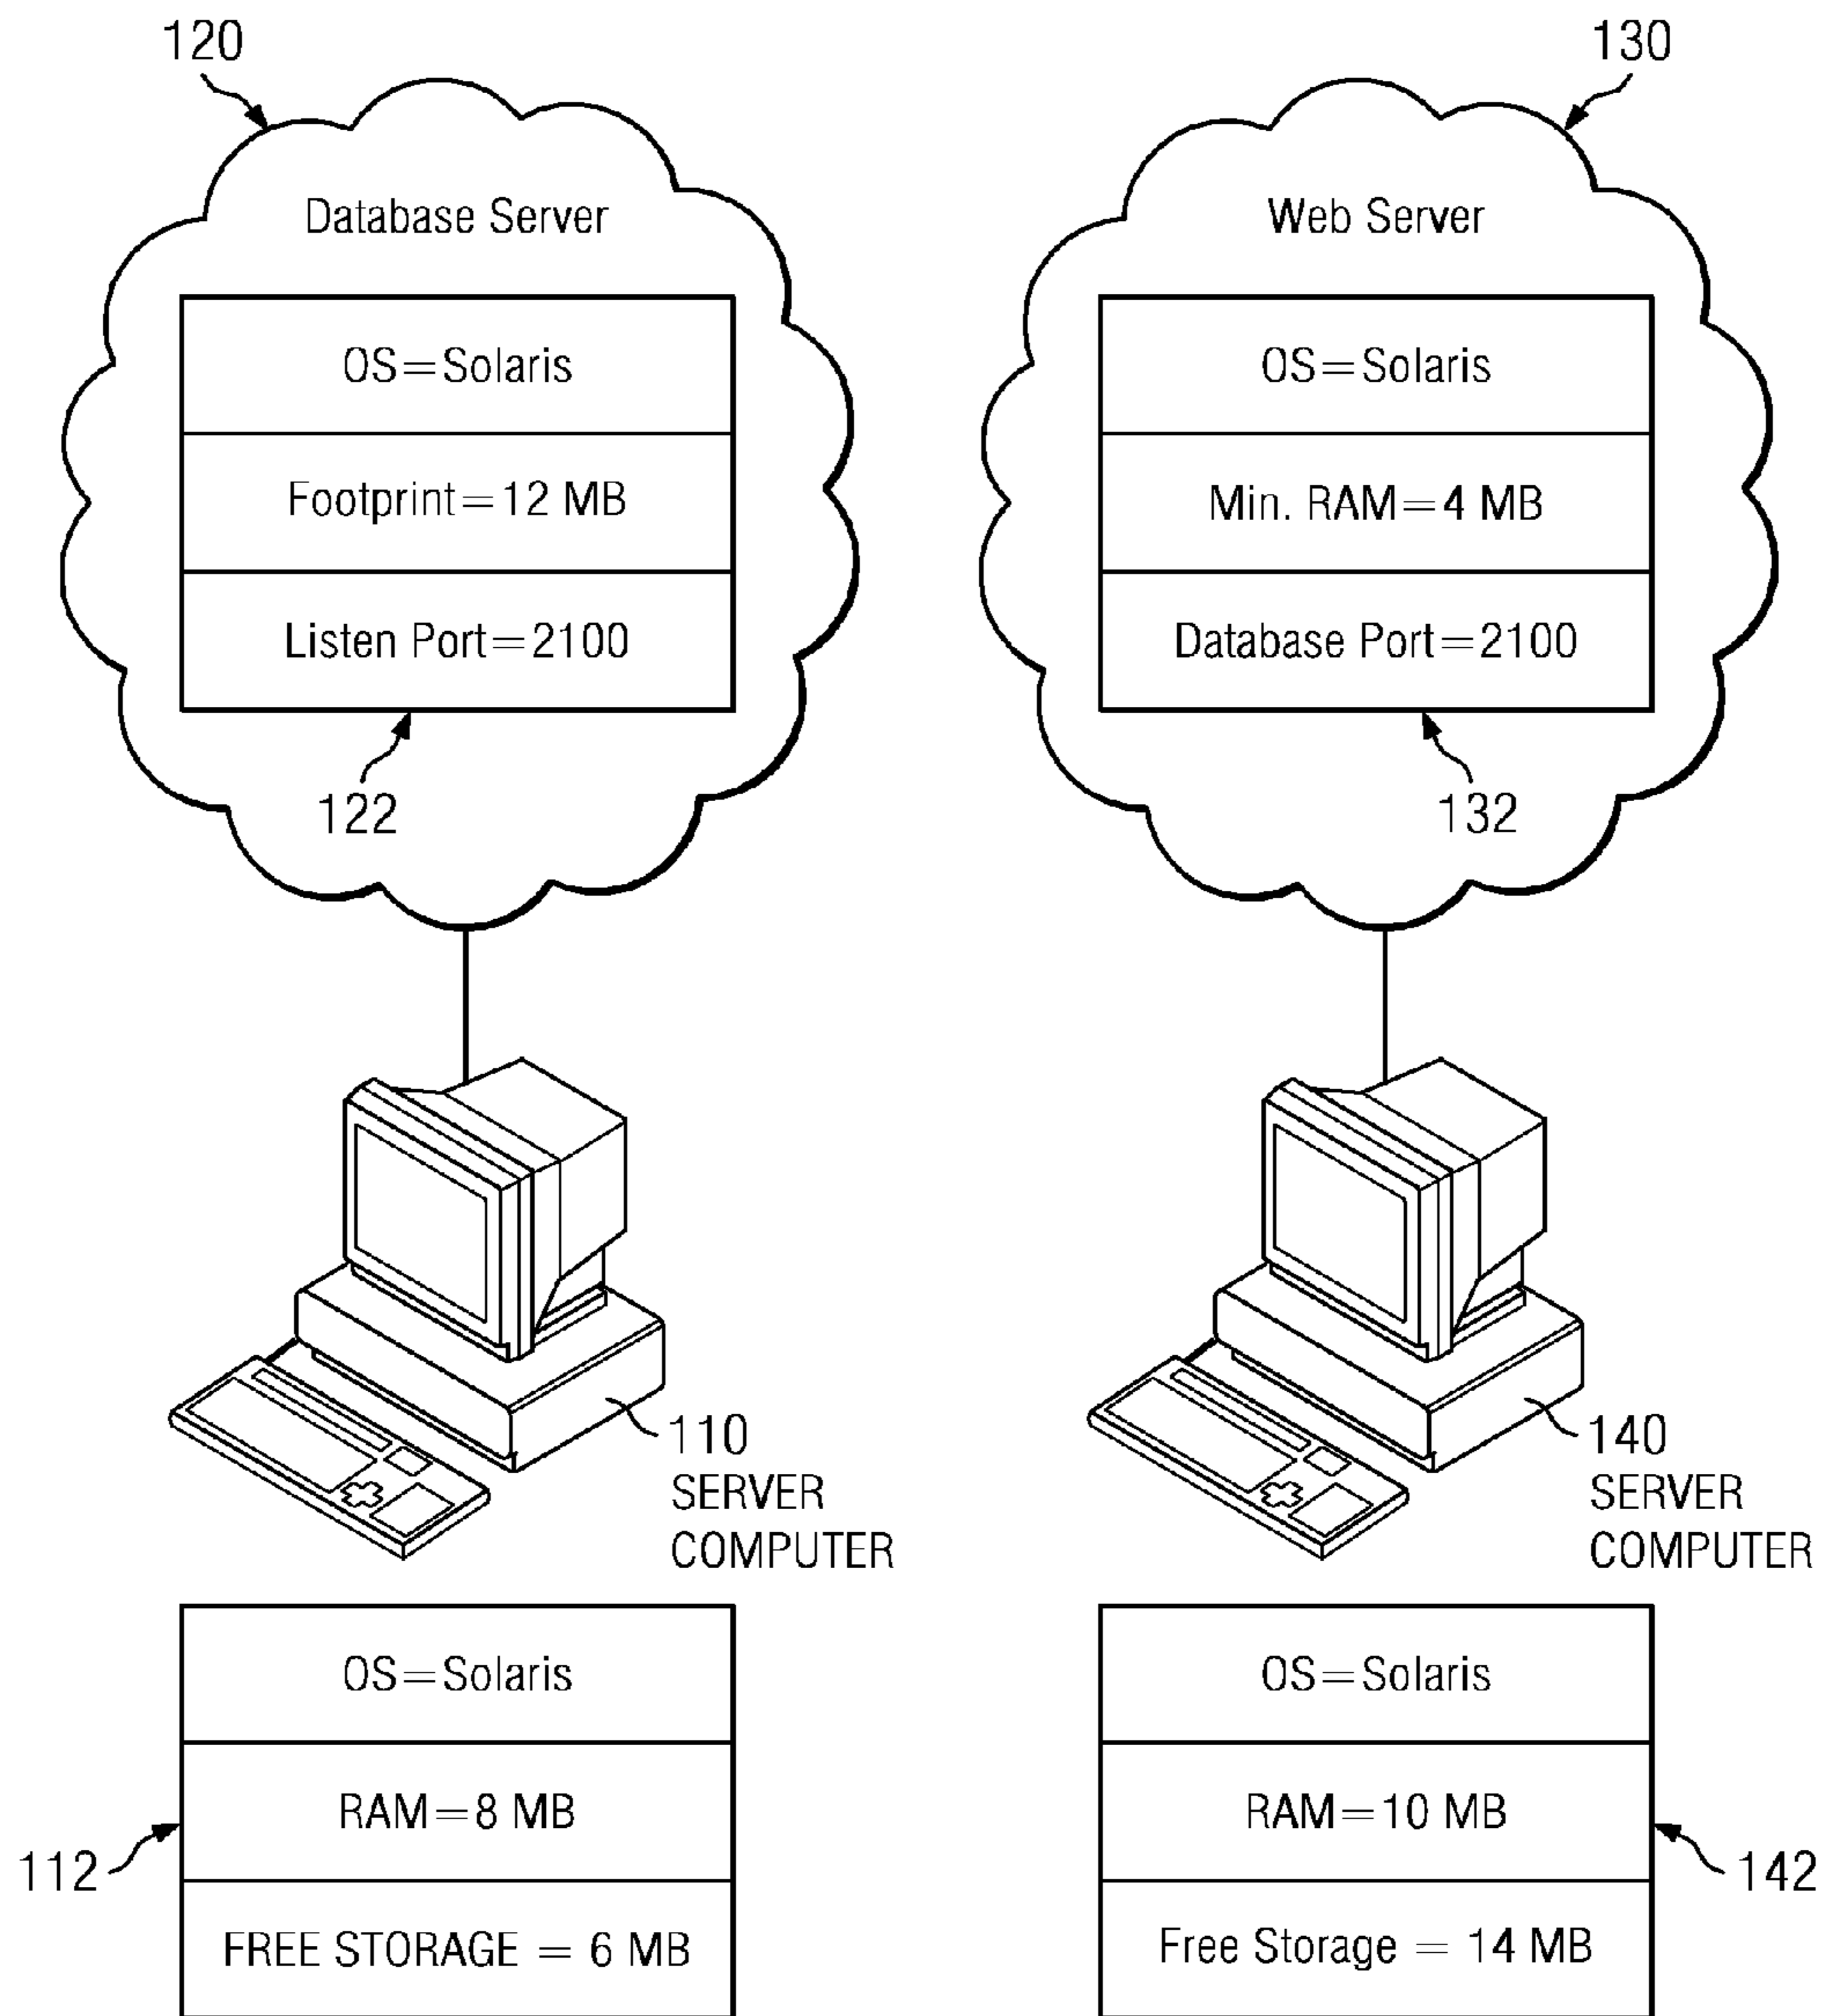 120
130
Database Server
Web Server
OS=Solaris
Footprint=12 MB
Listen Port=2100
OS=Solaris
Min. RAM=4 MB
Database Port=2100
122
132
110
SERVER
COMPUTER
140
SERVER
COMPUTER
OS=Solaris
RAM=8 MB
FREE STORAGE = 6 MB
112
OS=Solaris
RAM=10 MB
Free Storage = 14 MB
142